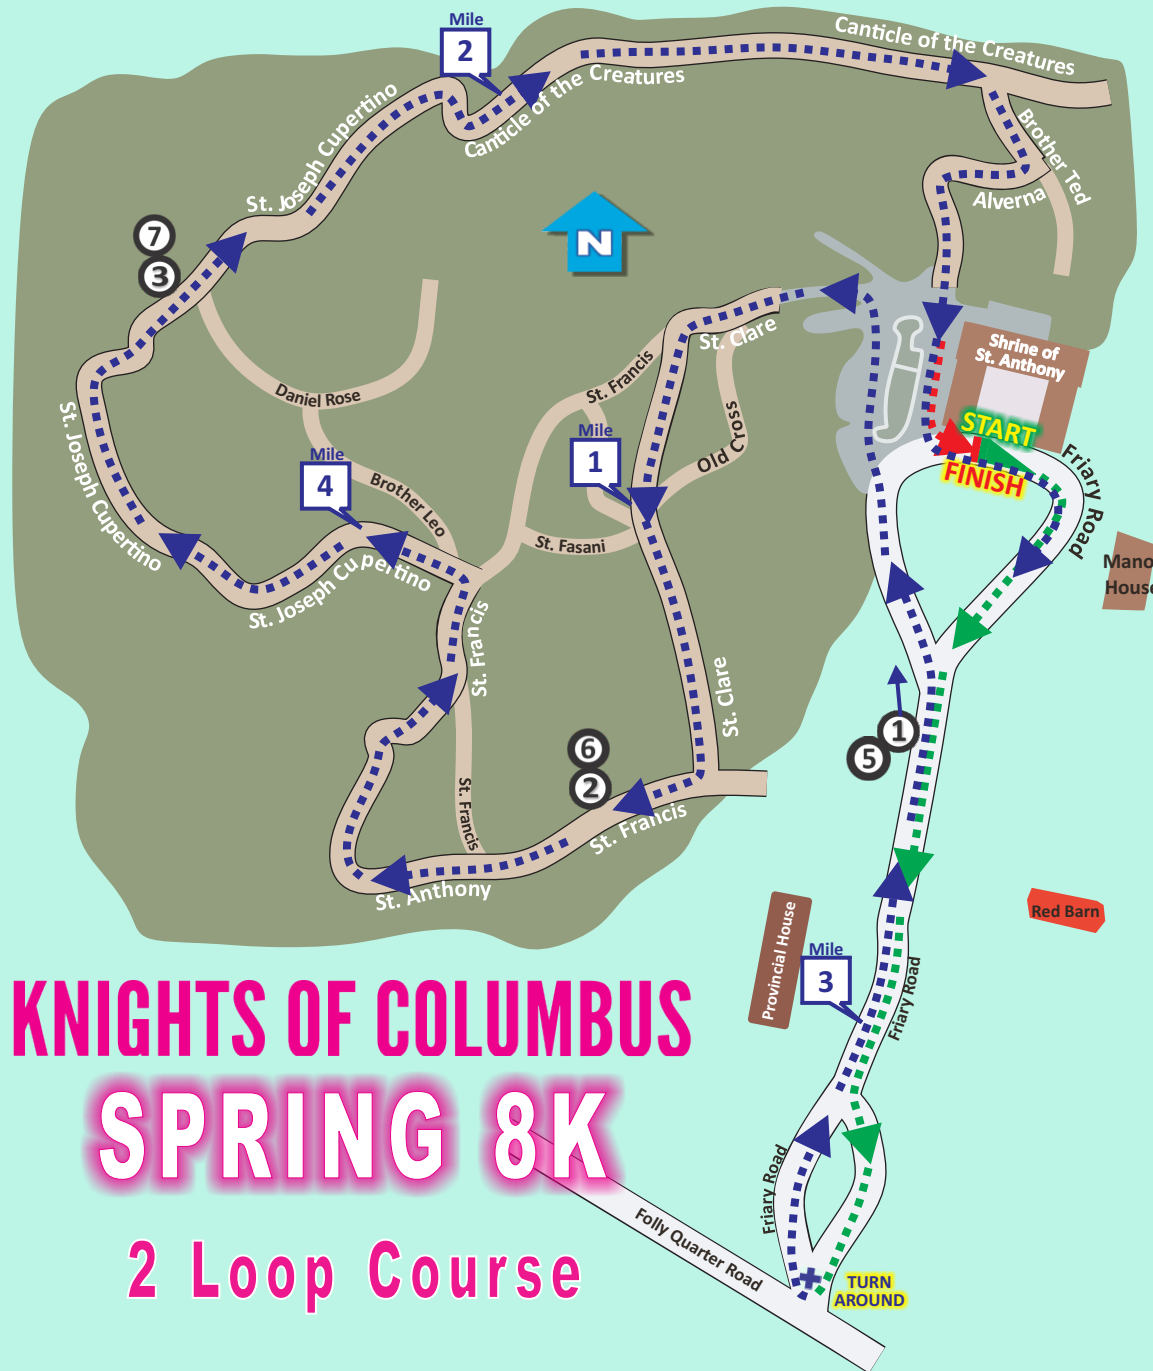 Mile
2
Canticle of the Creatures
Canticle of the Creatures
St. Joseph Cupertino
Brother Ted
Alverna
7
3
N
St. Clare
Shrine of
St. Anthony
St. Francis
Daniel Rose
Old Cross
START
FINISH
Friary Road
Mile
1
Mile
4
Brother Leo
St. Joseph Cupertino
St. Fasani
St. Joseph Cupertino
Mano
House
St. Francis
St. Clare
1
5
6
2
St. Francis
St. Francis
St. Anthony
Provincial House
Red Barn
Mile
3
Friary Road
KNIGHTS OF COLUMBUS
SPRING 8K
2 Loop Course
Friary Road
Folly Quarter Road
TURN
AROUND